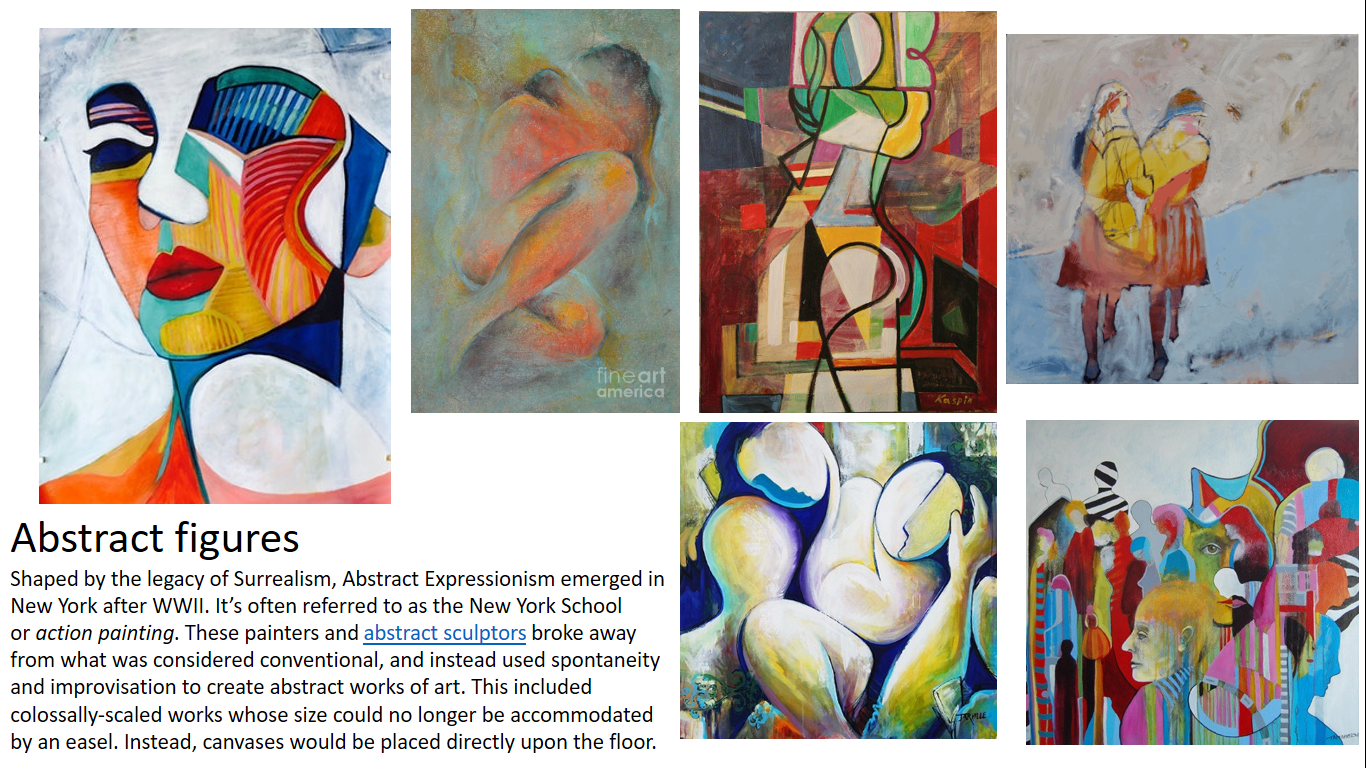 fineart
america
Kaspin
Abstract figures
Shaped by the legacy of Surrealism, Abstract Expressionism emerged in
New York after WWII. It’s often referred to as the New York School
or action painting. These painters and abstract sculptors broke away
from what was considered conventional, and instead used spontaneity
and improvisation to create abstract works of art. This included
colossally-scaled works whose size could no longer be accommodated
by an easel. Instead, canvases would be placed directly upon the floor.